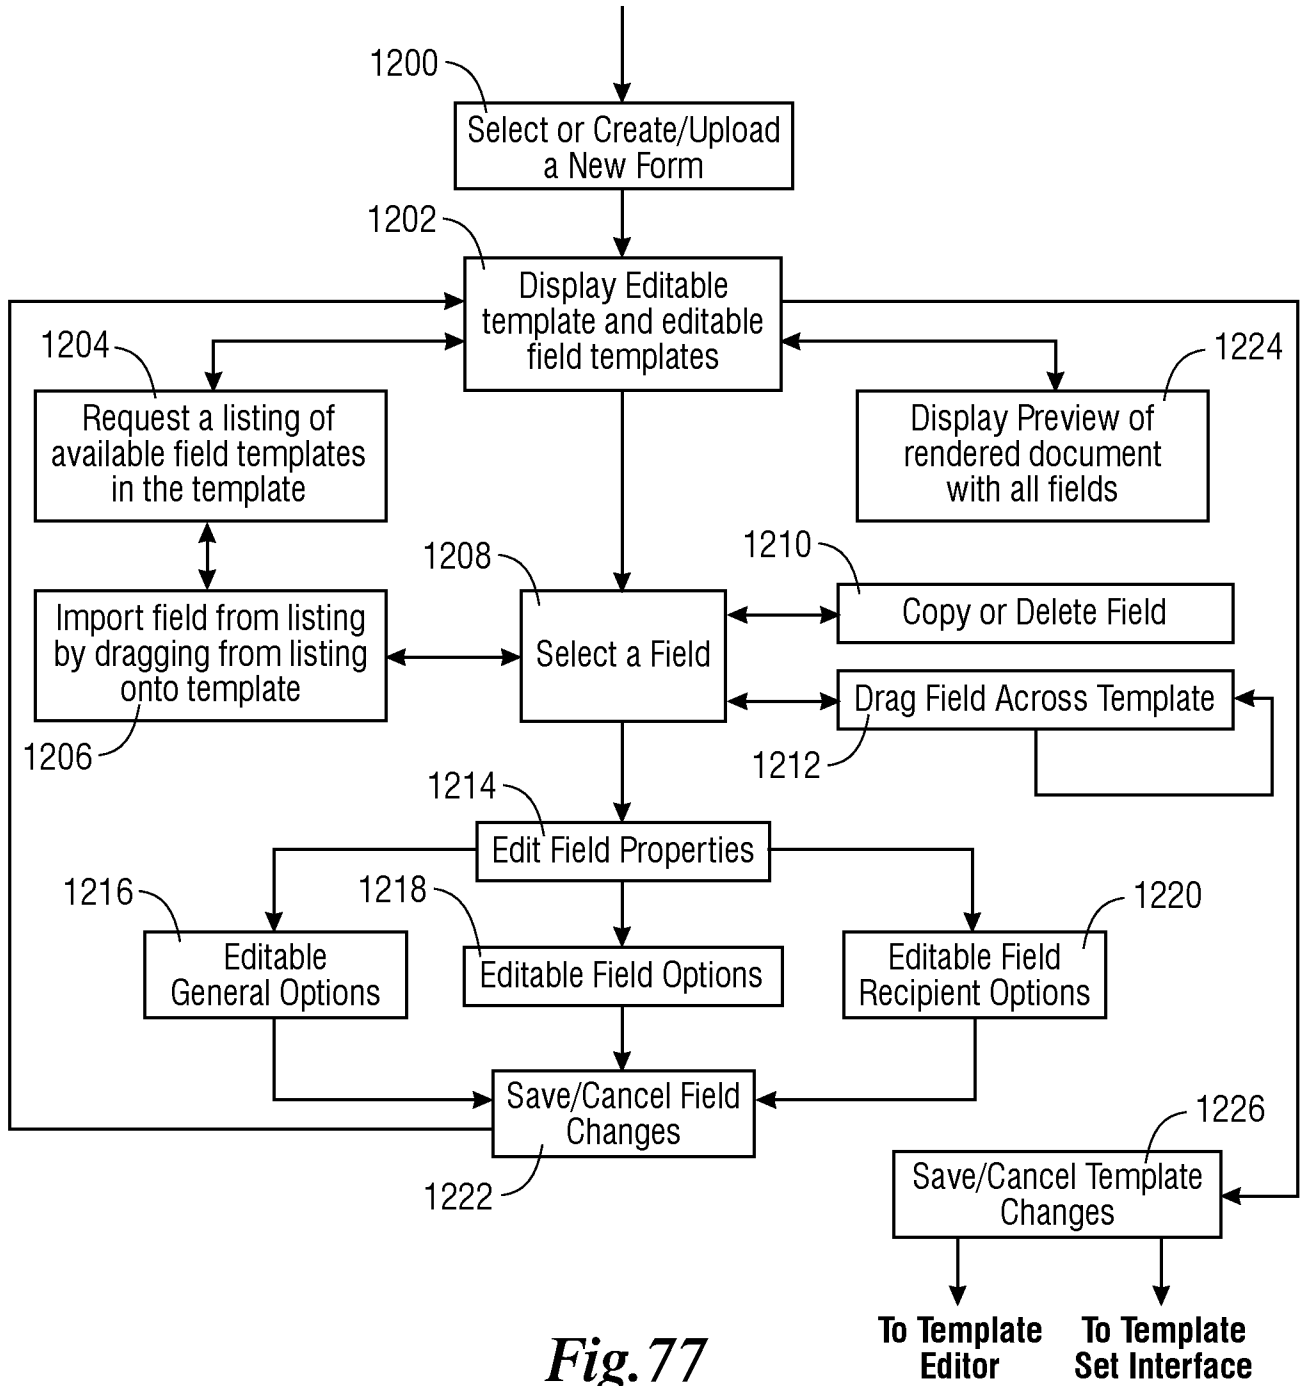 1200
Select or Create/Upload
a New Form
1202
Display Editable
template and editable
field templates
1204
Request a listing of
available field templates
in the template
1224
Display Preview of
rendered document
with all fields
1206
Import field from listing
by dragging from listing
onto template
1208
Select a Field
1210
Copy or Delete Field
Drag Field Across Template
1212
1214
Edit Field Properties
1216
Editable
General Options
1218
Editable Field Options
1220
Editable Field
Recipient Options
Save/Cancel Field
Changes
1222
1226
Save/Cancel Template
Changes
To Template
Editor
To Template
Set Interface
Fig.77